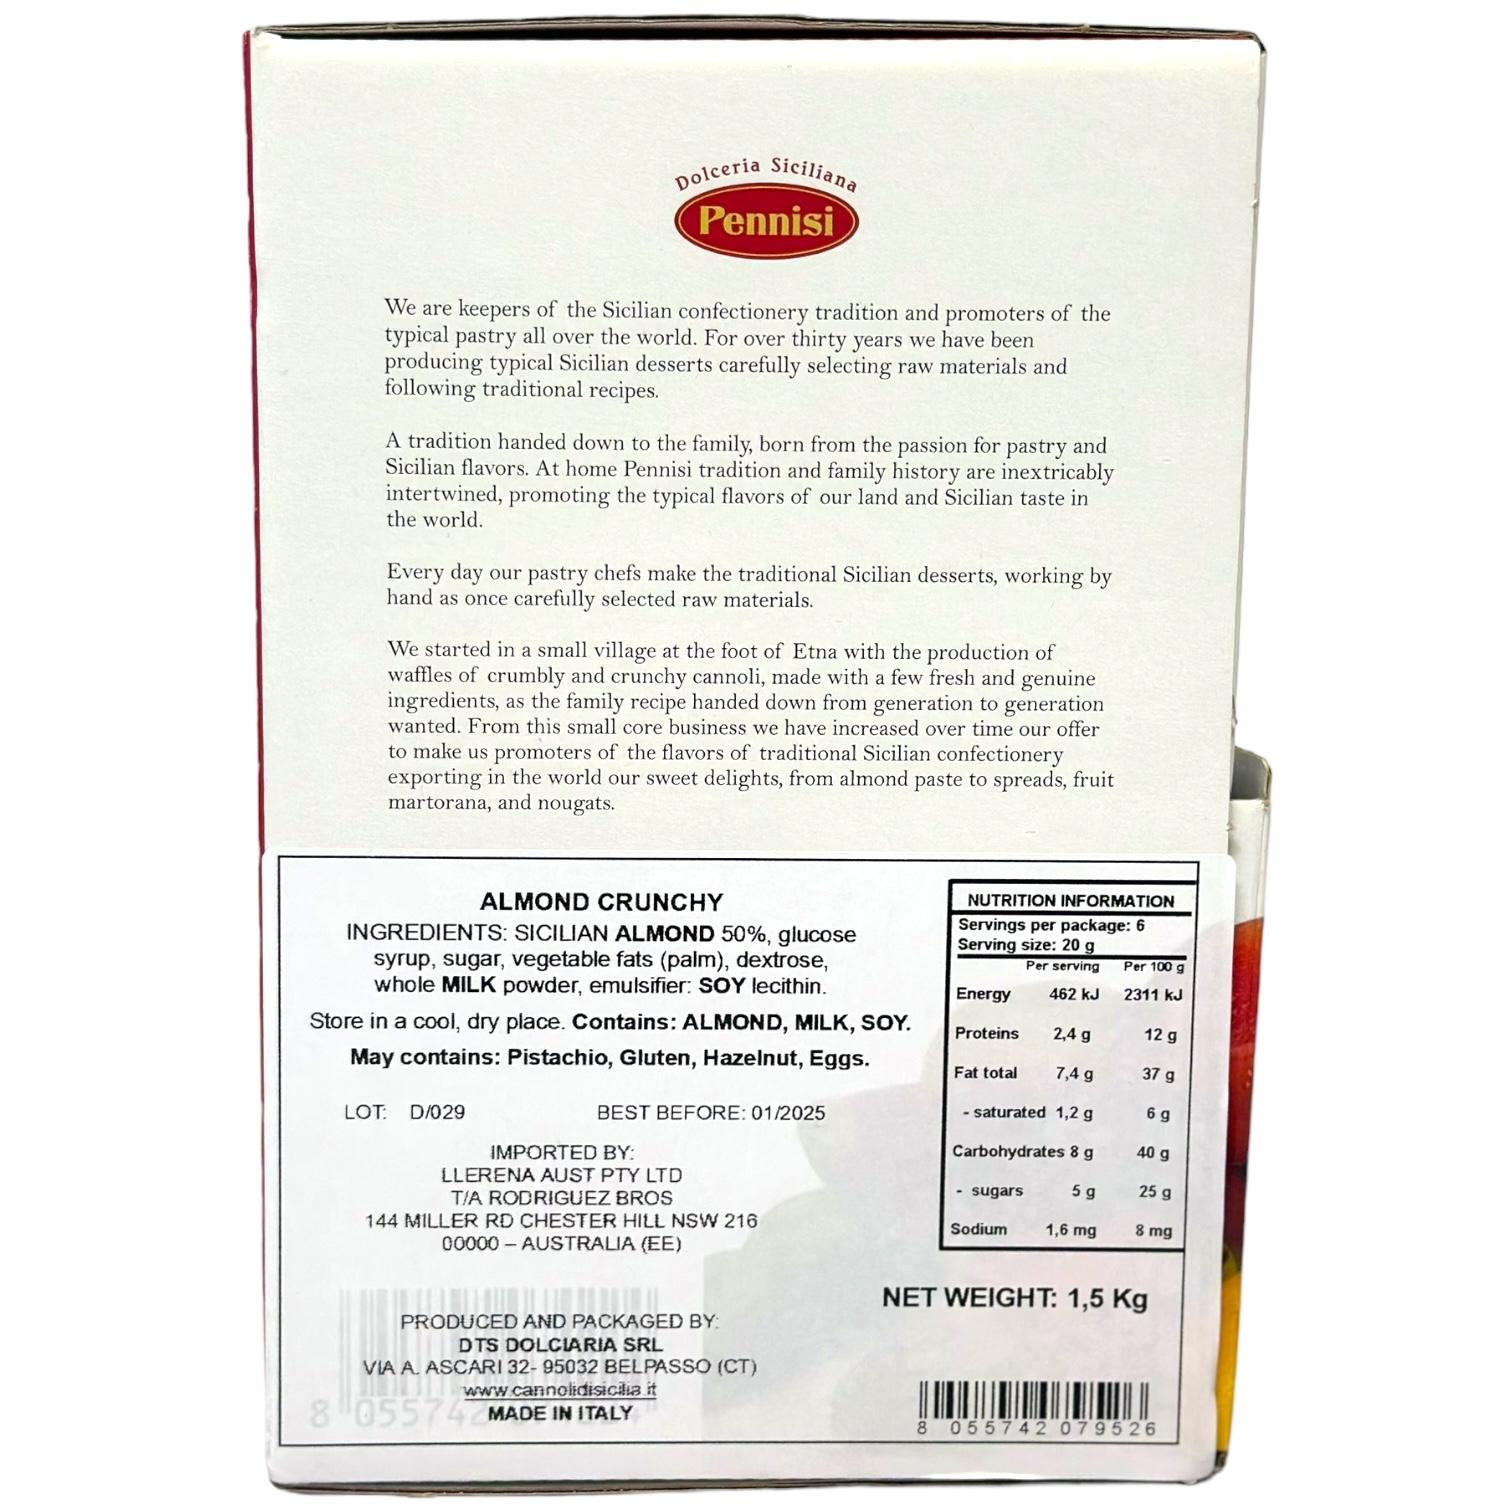 Dolceria Siciliana
Pennisi
We are keepers of the Sicilian confectionery tradition and promoters of the
typical pastry all over the world. For over thirty years we have been
producing typical Sicilian desserts carefully selecting raw materials and
following traditional recipes.
A tradition handed down to the family, born from the passion for pastry and
Sicilian flavors. At home Pennisi tradition and family history are inextricably
intertwined, promoting the typical flavors of our land and Sicilian taste in
the world.
Every day our pastry chefs make the traditional Sicilian desserts, working by
hand as once carefully selected raw materials.
We started in a small village at the foot of Etna with the production of
waffles of crumbly and crunchy cannoli, made with a few fresh and genuine
ingredients, as the family recipe handed down from generation to generation
wanted. From this small core business we have increased over time our offer
to make us promoters of the flavors of traditional Sicilian confectionery
exporting in the world our sweet delights, from almond paste to spreads, fruit
martorana, and nougats.
ALMOND CRUNCHY
INGREDIENTS: SICILIAN ALMOND 50%, glucose
syrup, sugar, vegetable fats (palm), dextrose,
whole MILK powder, emulsifier: SOY lecithin.
Store in a cool, dry place. Contains: ALMOND, MILK, SOY.
May contains: Pistachio, Gluten, Hazelnut, Eggs.
LOT: D/029 BEST BEFORE: 01/2025
IMPORTED BY:
LLERENA AUST PTY LTD
T/A RODRIGUEZ BROS
144 MILLER RD CHESTER HILL NSW 216
00000 – AUSTRALIA (EE)
PRODUCED AND PACKAGED BY:
DTS DOLCIARIA SRL
VIA A. ASCARI 32- 95032 BELPASSO (CT)
www.cannolidisicilia.it
MADE IN ITALY
8 055742
NUTRITION INFORMATION
Servings per package: 6
Serving size: 20 g
Per serving Per 100 g
Energy 462 kJ 2311 kJ
Proteins 2,4 g 12 g
Fat total 7,4 g 37 g
- saturated 1,2 g 6 g
Carbohydrates 8 g 40 g
- sugars 5 g 25 g
Sodium 1,6 mg 8 mg
NET WEIGHT: 1,5 Kg
8 055742 079526